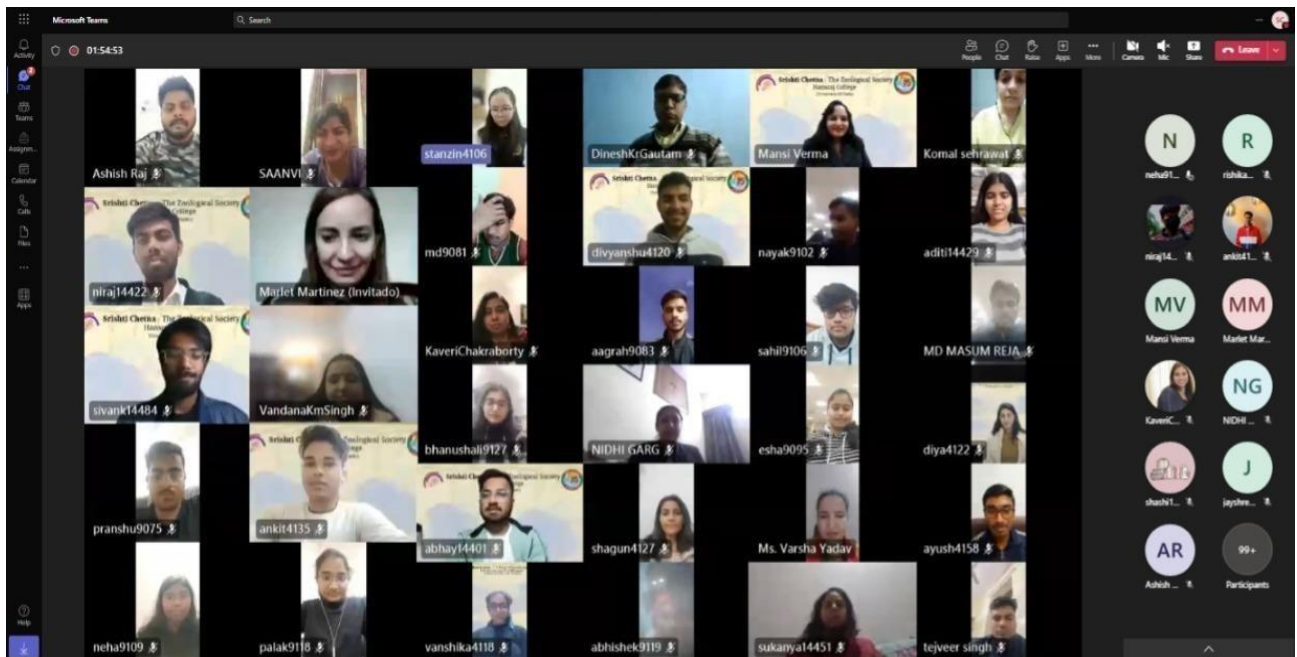 Microsoft Teams
Search
01:54:53
People
Chat
Raise
Apps
More
Camera
Mic
Share
Leave
Activity
Chat
Teams
Assignm...
Calendar
Calls
Files
Apps
Help
Ashish Raj
SAANVI
stanzin4106
DineshKrGautam
Srishti Chetna - The Zoological Society
Hansraj College
Mansi Verma
Komal sehrawat
niraj14422
Marlet Martinez (Invitado)
md9081
divyanshu4120
nayak9102
aditi14429
KaveriChakraborty
aagrah9083
sahil9106
MD MASUM REJA
sivank14484
VandanaKmSingh
bhanushali9127
NIDHI GARG
esha9095
diya4122
pranshu9075
ankit4135
abhay14401
shagun4127
Ms. Varsha Yadav
ayush4158
neha9109
palak9118
vanshika4118
abhishek9119
sukanya14451
tejveer singh
N
R
neha91...
rishika...
niraj14...
ankit41...
MV
MM
Mansi Verma
Marlet Mar...
NG
KaveriC...
NIDHI ...
J
shashi1...
jayshre...
AR
99+
Ashish ...
Participants